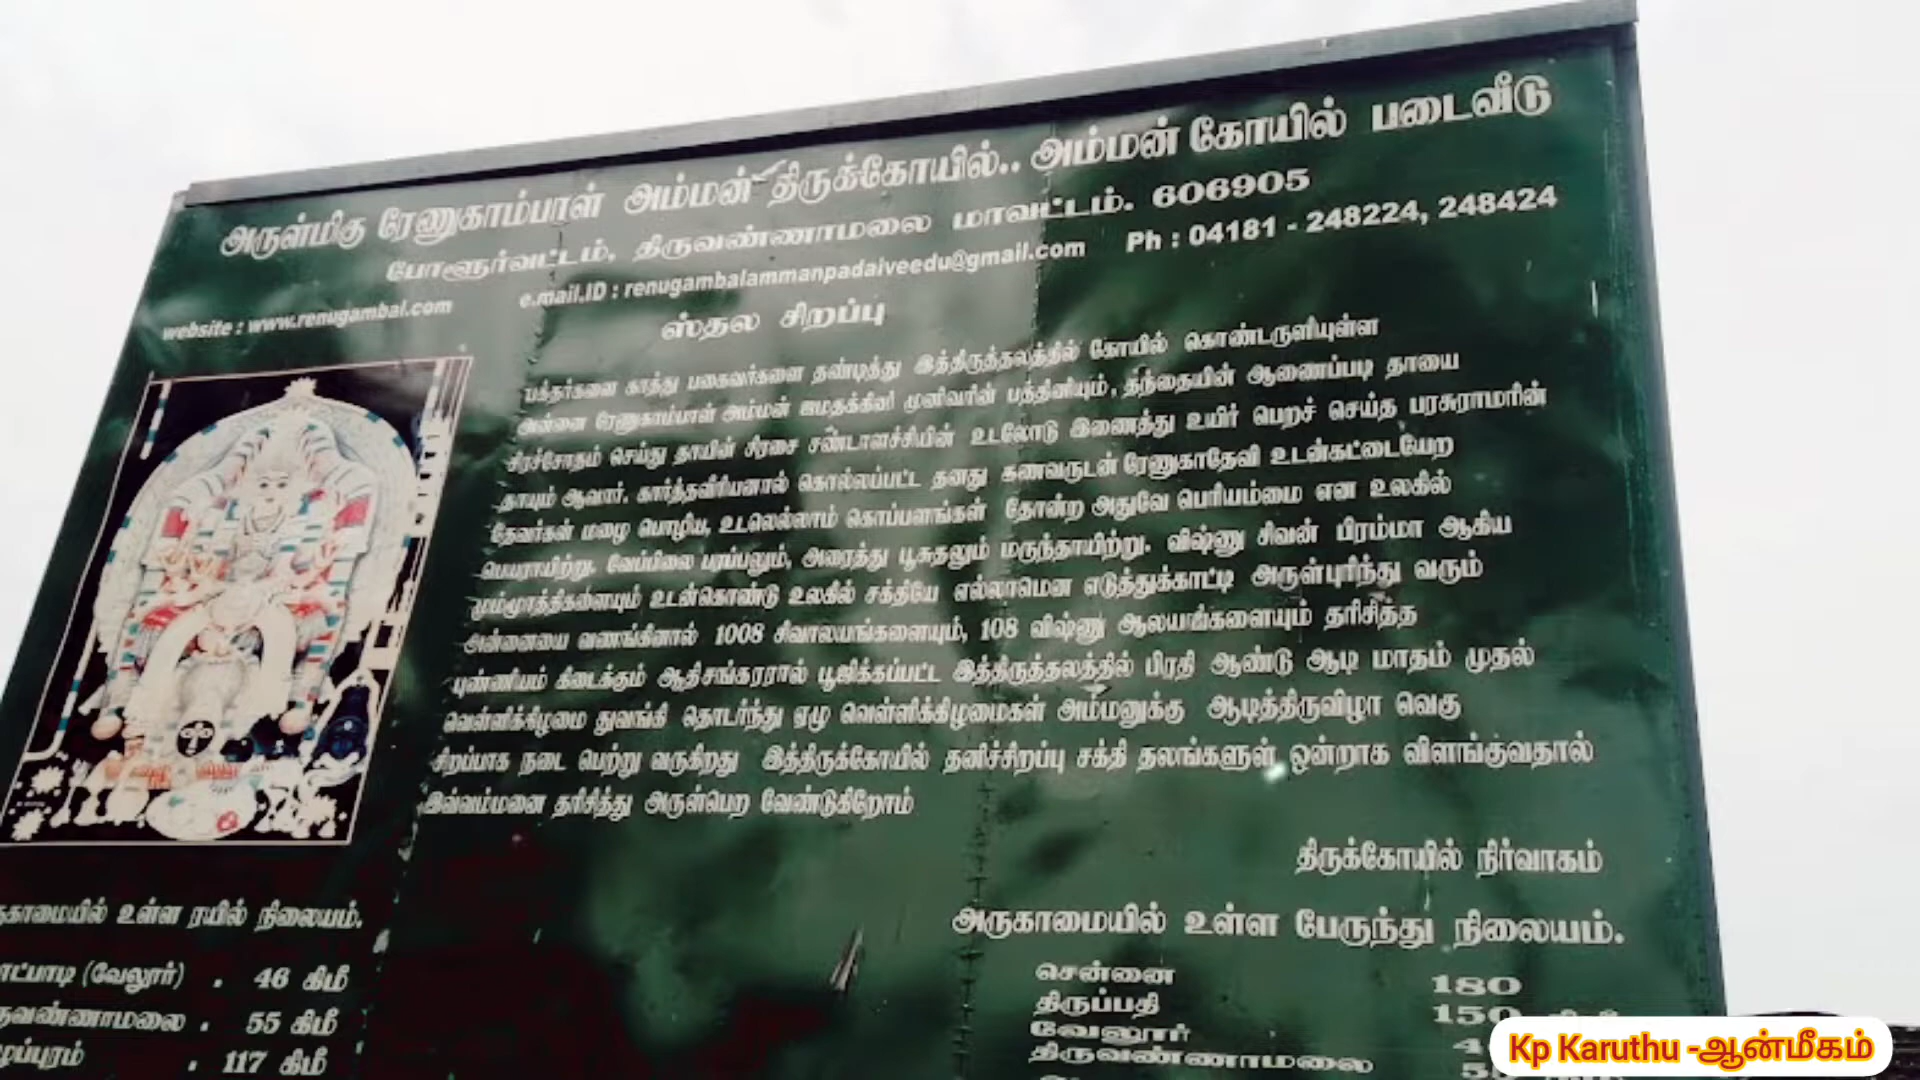 அருள்மிகு ரேணுகாம்பாள் அம்மன் திருக்கோயில்.. அம்மன் கோயில் படைவீடு
போளூர்வட்டம், திருவண்ணாமலை மாவட்டம். 606905
website : www.renugambal.com e.mail.ID : renugambalammanpadaiveedu@gmail.com Ph : 04181 - 248224, 248424
ஸ்தல சிறப்பு
பக்தர்களை காத்து பகைவர்களை தண்டித்து இத்திருத்தலத்தில் கோயில் கொண்டருளியுள்ள
அன்னை ரேணுகாம்பாள் அம்மன் ஜமதக்கினி முனிவரின் பத்தினியும், தந்தையின் ஆணைப்படி தாயை
சிரச்சோதம் செய்து தாயின் சிரசை சண்டாளச்சியின் உடலோடு இணைத்து உயிர் பெறச் செய்த பரசுராமரின்
தாயும் ஆவார். கார்த்தவீரியனால் கொல்லப்பட்ட தனது கணவருடன் ரேணுகாதேவி உடன்கட்டையேற
தேவர்கள் மழை பொழிய, உடலெல்லாம் கொப்பளங்கள் தோன்ற அதுவே பெரியம்மை என உலகில்
பெயராயிற்று. வேப்பிலை பரப்பலும், அரைத்து பூசுதலும் மருந்தாயிற்று. விஷ்ணு சிவன் பிரம்மா ஆகிய
மும்மூர்த்திகளையும் உடன்கொண்டு உலகில் சக்தியே எல்லாமென எடுத்துக்காட்டி அருள்புரிந்து வரும்
அன்னையை வணங்கினால் 1008 சிவாலயங்களையும், 108 விஷ்ணு ஆலயங்களையும் தரிசித்த
புண்ணியம் கிடைக்கும் ஆதிசங்கரரால் பூஜிக்கப்பட்ட இத்திருத்தலத்தில் பிரதி ஆண்டு ஆடி மாதம் முதல்
வெள்ளிக்கிழமை துவங்கி தொடர்ந்து ஏழு வெள்ளிக்கிழமைகள் அம்மனுக்கு ஆடித்திருவிழா வெகு
சிறப்பாக நடை பெற்று வருகிறது இத்திருக்கோயில் தனிச்சிறப்பு சக்தி தலங்களுள் ஒன்றாக விளங்குவதால்
இவ்வம்மனை தரிசித்து அருள்பெற வேண்டுகிறோம்
திருக்கோயில் நிர்வாகம்
உள்ள ரயில் நிலையம்.
(வேலூர்) . 46 கிமீ
. 55 கிமீ
. 117 கிமீ
அருகாமையில் உள்ள பேருந்து நிலையம்.
சென்னை 180
திருப்பதி 150
வேலூர்
திருவண்ணாமலை
Kp Karuthu -ஆன்மீகம்